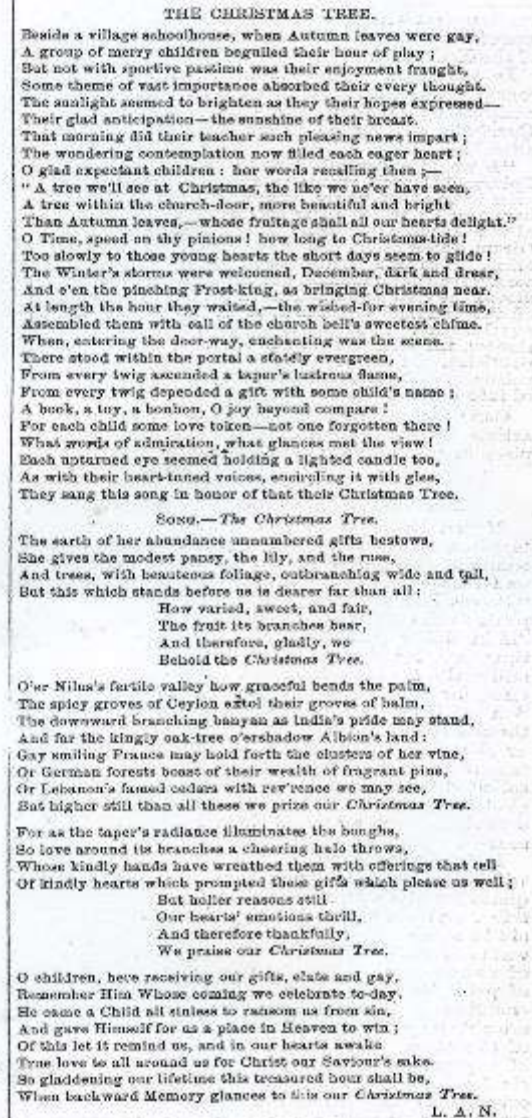 THE CHRISTMAS TREE.
Beside a village schoolhouse, when Autumn leaves were gay,
A group of merry children beguiled their hour of play;
But not with sportive pastime was their enjoyment fraught,
Some theme of vast importance absorbed their every thought.
The sunlight seemed to brighten as they their hopes expressed—
Their glad anticipation—the sunshine of their breast.
That morning did their teacher such pleasing news impart;
The wondering contemplation now filled each eager heart;
O glad expectant children: her words recalling then;—
"A tree we'll see at Christmas, the like we ne'er have seen,
A tree within the church-door, more beautiful and bright
Than Autumn leaves,—whose fruitage shall all our hearts delight."
O Time, speed on thy pinions! how long to Christmas-tide!
Too slowly to those young hearts the short days seem to glide!
The Winter's storms were welcomed, December, dark and drear,
And e'en the pinching Frost-king, as bringing Christmas near.
At length the hour they waited,—the wished-for evening time,
Assembled them with call of the church bell's sweetest chime.
When, entering the door-way, enchanting was the scene.
There stood within the portal a stately evergreen,
From every twig ascended a taper's lustrous flame,
From every twig depended a gift with some child's name;
A book, a toy, a bonbon, O joy beyond compare!
For each child some love token—not one forgotten there!
What words of admiration, what glances met the view!
Each upturned eye seemed holding a lighted candle too,
As with their heart-tuned voices, encircling it with glee,
They sang this song in honor of that their Christmas Tree.
SONG.—The Christmas Tree.
The earth of her abundance unnumbered gifts bestows,
She gives the modest pansy, the lily, and the rose,
And trees, with beauteous foliage, outbranching wide and tall,
But this which stands before us is dearer far than all:
How varied, sweet, and fair,
The fruit its branches bear,
And therefore, gladly, we
Behold the Christmas Tree.
O'er Nilus's fertile valley how graceful bends the palm,
The spicy groves of Ceylon extol their groves of balm,
The downward branching banyan as India's pride may stand,
And far the kingly oak-tree o'ershadow Albion's land:
Gay smiling France may hold forth the clusters of her vine,
Or German forests boast of their wealth of fragrant pine,
Or Lebanon's famed cedars with rev'rence we may see,
But higher still than all these we prize our Christmas Tree.
For as the taper's radiance illuminates the boughs,
So love around its branches a cheering halo throws,
Whose kindly hands have wreathed them with offerings that tell
Of kindly hearts which prompted these gifts which please us well;
But holier reasons still
Our hearts' emotions thrill,
And therefore thankfully,
We praise our Christmas Tree.
O children, here receiving our gifts, elate and gay,
Remember Him Whose coming we celebrate to-day,
He came a Child all sinless to ransom us from sin,
And gave Himself for us a place in Heaven to win;
Of this let it remind us, and in our hearts awake
True love to all around us for Christ our Saviour's sake.
So gladdening our lifetime this treasured hour shall be,
When backward Memory glances to this our Christmas Tree.
L. A. N.